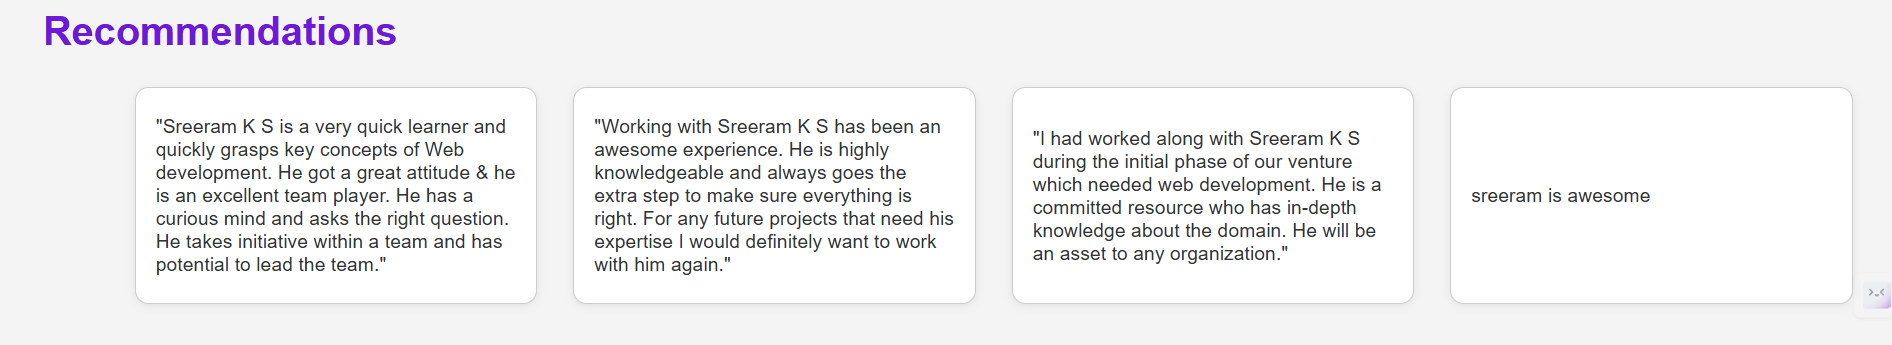 Recommendations
"Sreeram K S is a very quick learner and
quickly grasps key concepts of Web
development. He got a great attitude & he
is an excellent team player. He has a
curious mind and asks the right question.
He takes initiative within a team and has
potential to lead the team."
"Working with Sreeram K S has been an
awesome experience. He is highly
knowledgeable and always goes the
extra step to make sure everything is
right. For any future projects that need his
expertise I would definitely want to work
with him again."
"I had worked along with Sreeram K S
during the initial phase of our venture
which needed web development. He is a
committed resource who has in-depth
knowledge about the domain. He will be
an asset to any organization."
sreeram is awesome